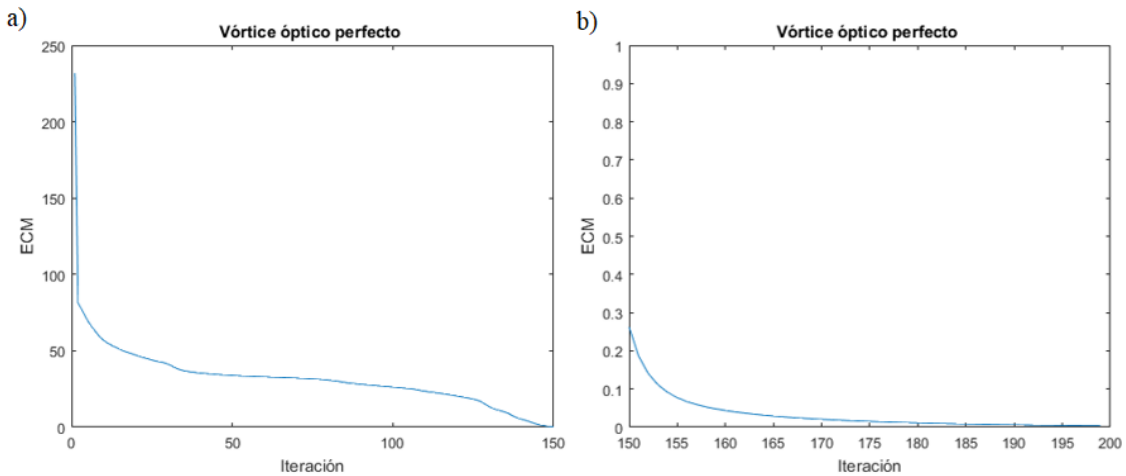 a)
Vórtice óptico perfecto
250
200
150
100
50
0
ECM
0 50 100 150
Iteración
b)
Vórtice óptico perfecto
1
0.9
0.8
0.7
0.6
0.5
0.4
0.3
0.2
0.1
0
ECM
150 155 160 165 170 175 180 185 190 195 200
Iteración